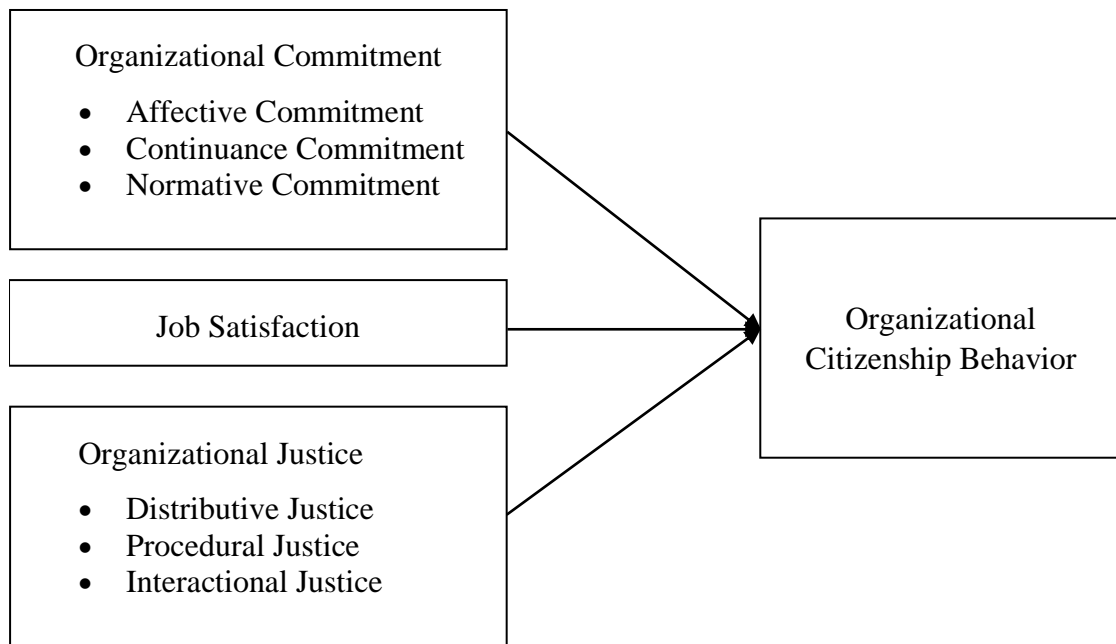 Organizational Commitment
• Affective Commitment
• Continuance Commitment
• Normative Commitment
Job Satisfaction
Organizational Justice
• Distributive Justice
• Procedural Justice
• Interactional Justice
Organizational
Citizenship Behavior